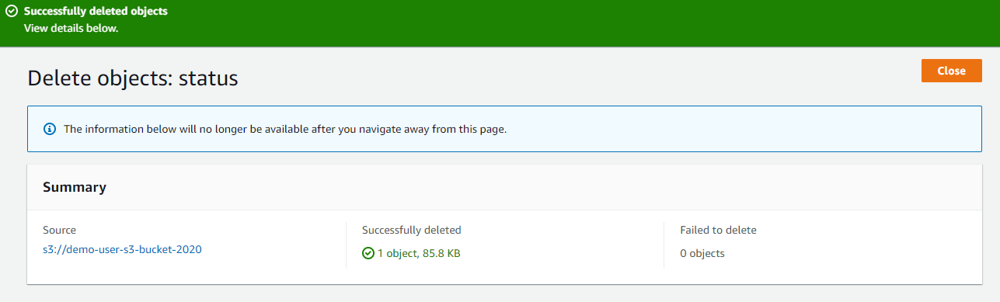 Successfully deleted objects
View details below.
Delete objects: status
Close
The information below will no longer be available after you navigate away from this page.
Summary
Source
s3://demo-user-s3-bucket-2020
Successfully deleted
1 object, 85.8 KB
Failed to delete
0 objects